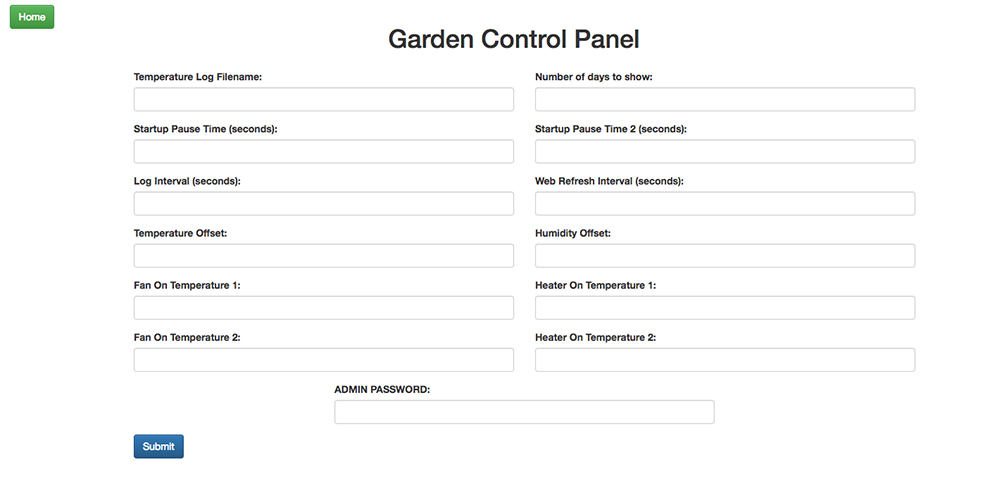 Home
Garden Control Panel
Temperature Log Filename:
Number of days to show:
Startup Pause Time (seconds):
Startup Pause Time 2 (seconds):
Log Interval (seconds):
Web Refresh Interval (seconds):
Temperature Offset:
Humidity Offset:
Fan On Temperature 1:
Heater On Temperature 1:
Fan On Temperature 2:
Heater On Temperature 2:
ADMIN PASSWORD:
Submit